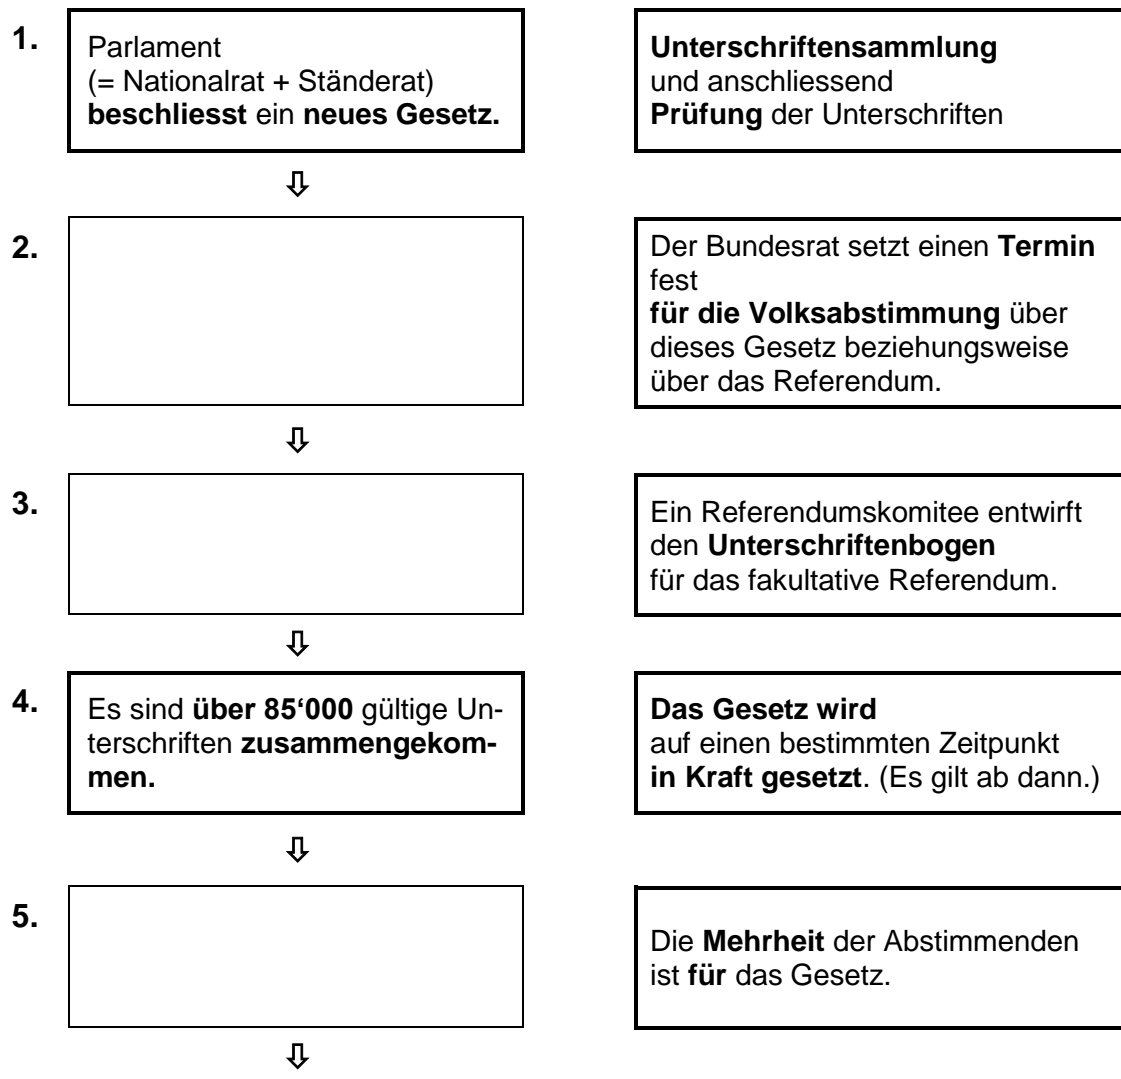 1.
Parlament
(= Nationalrat + Ständerat)
beschliesst ein neues Gesetz.
Unterschriftensammlung
und anschliessend
Prüfung der Unterschriften
⇩
2.
Der Bundesrat setzt einen Termin
fest
für die Volksabstimmung über
dieses Gesetz beziehungsweise
über das Referendum.
⇩
3.
Ein Referendumskomitee entwirft
den Unterschriftenbogen
für das fakultative Referendum.
⇩
4.
Es sind über 85‘000 gültige Un-
terschriften zusammengekom-
men.
Das Gesetz wird
auf einen bestimmten Zeitpunkt
in Kraft gesetzt. (Es gilt ab dann.)
⇩
5.
Die Mehrheit der Abstimmenden
ist für das Gesetz.
⇩